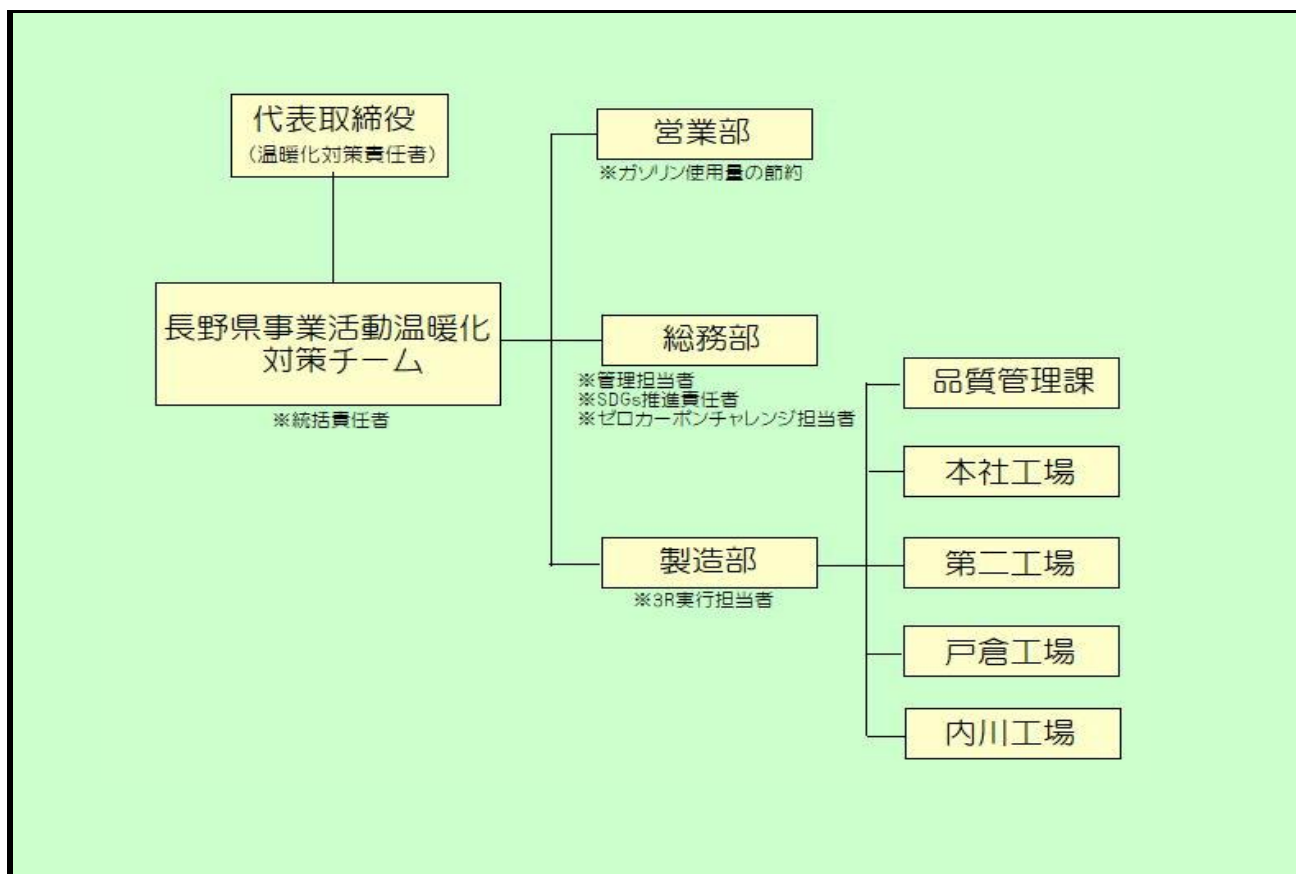 代表取締役
(温暖化対策責任者)
長野県事業活動温暖化
対策チーム
※統括責任者
営業部
※ガソリン使用量の節約
総務部
※管理担当者
※SDGs推進責任者
※ゼロカーボンチャレンジ担当者
製造部
※3R実行担当者
品質管理課
本社工場
第二工場
戸倉工場
内川工場